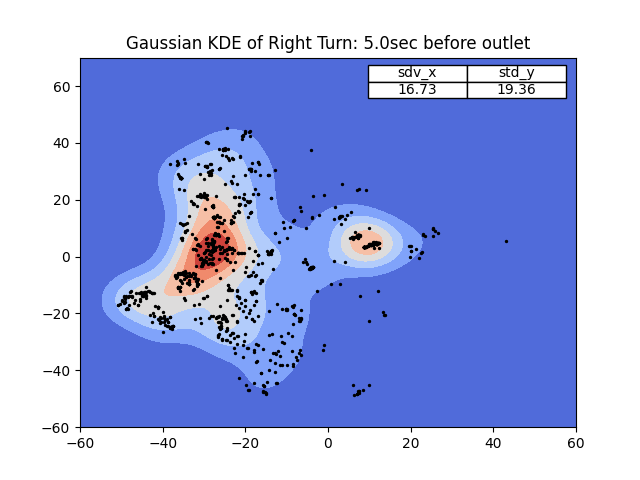 Gaussian KDE of Right Turn: 5.0sec before outlet
sdv_x std_y
16.73 19.36
60
40
20
0
−20
−40
−60
−60 −40 −20 0 20 40 60